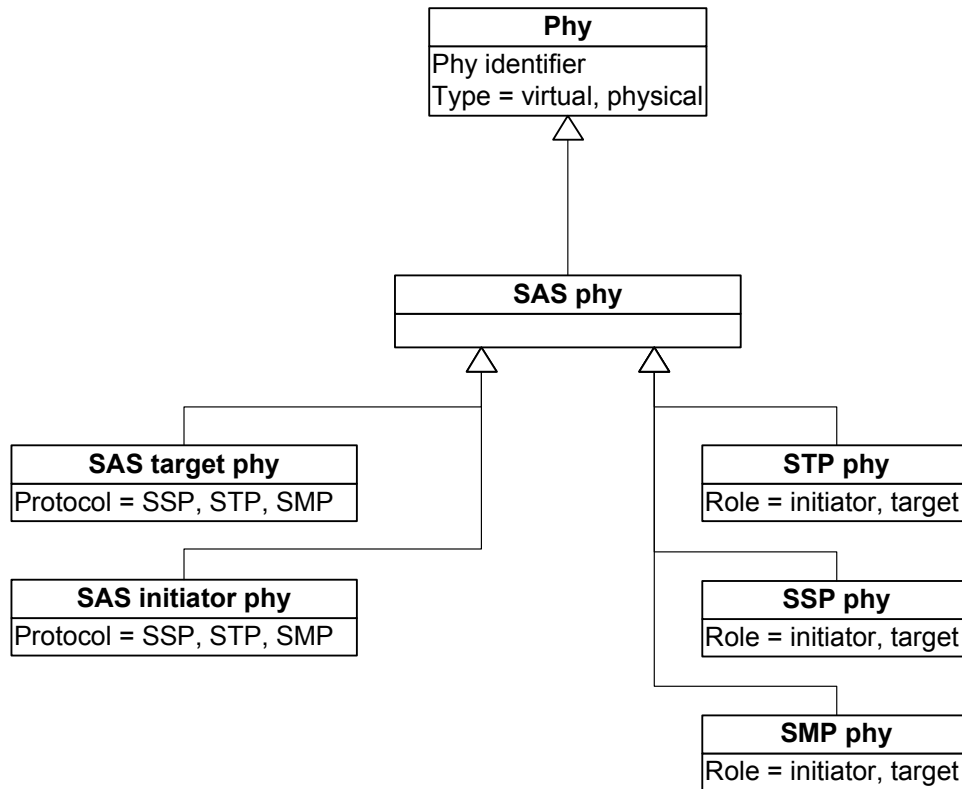 Phy
Phy identifier
Type = virtual, physical
SAS phy
SAS target phy
Protocol = SSP, STP, SMP
SAS initiator phy
Protocol = SSP, STP, SMP
STP phy
Role = initiator, target
SSP phy
Role = initiator, target
SMP phy
Role = initiator, target